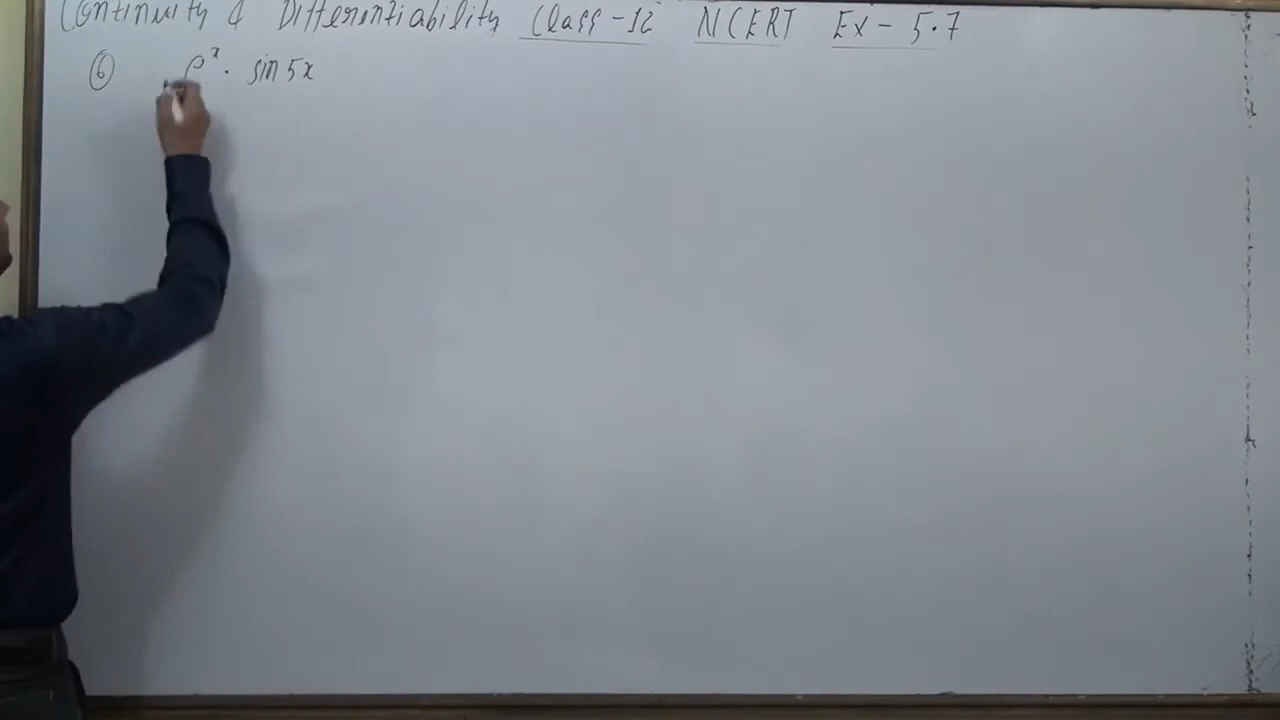 Continuity & Differentiability Class-12 NCERT Ex - 5.7
⑥ e^x . sin 5x